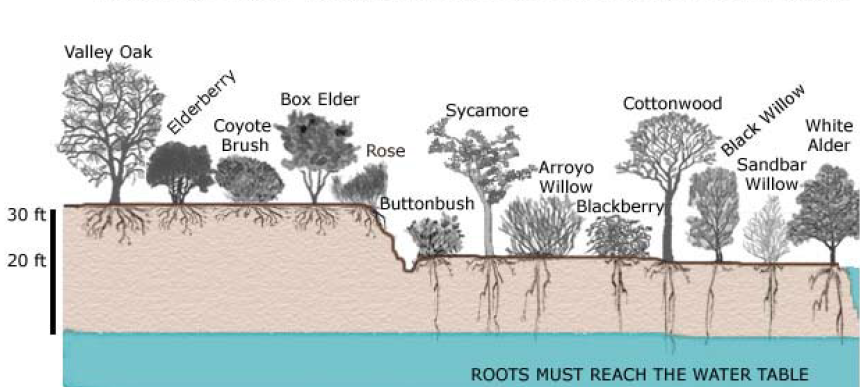 Valley Oak
Elderberry
Coyote
Brush
Box Elder
Rose
Buttonbush
Sycamore
Arroyo
Willow
Blackberry
Cottonwood
Black Willow
Sandbar
Willow
White
Alder
30 ft
20 ft
ROOTS MUST REACH THE WATER TABLE